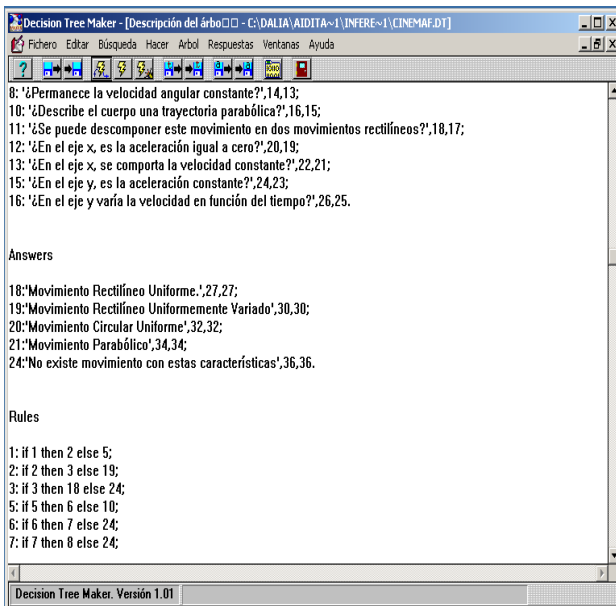 Decision Tree Maker - [Descripción del árbo□□ - C:\DALIA\AIDITA~1\INFERE~1\CINEMAF.DT]
Fichero Editar Búsqueda Hacer Arbol Respuestas Ventanas Ayuda
8: '¿Permanece la velocidad angular constante?',14,13;
10: '¿Describe el cuerpo una trayectoria parabólica?',16,15;
11: '¿Se puede descomponer este movimiento en dos movimientos rectilíneos?',18,17;
12: '¿En el eje x, es la aceleración igual a cero?',20,19;
13: '¿En el eje x, se comporta la velocidad constante?',22,21;
15: '¿En el eje y, es la aceleración constante?',24,23;
16: '¿En el eje y varía la velocidad en función del tiempo?',26,25.
Answers
18:'Movimiento Rectilíneo Uniforme.',27,27;
19:'Movimiento Rectilíneo Uniformemente Variado',30,30;
20:'Movimiento Circular Uniforme',32,32;
21:'Movimiento Parabólico',34,34;
24:'No existe movimiento con estas características',36,36.
Rules
1: if 1 then 2 else 5;
2: if 2 then 3 else 19;
3: if 3 then 18 else 24;
5: if 5 then 6 else 10;
6: if 6 then 7 else 24;
7: if 7 then 8 else 24;
Decision Tree Maker. Versión 1.01